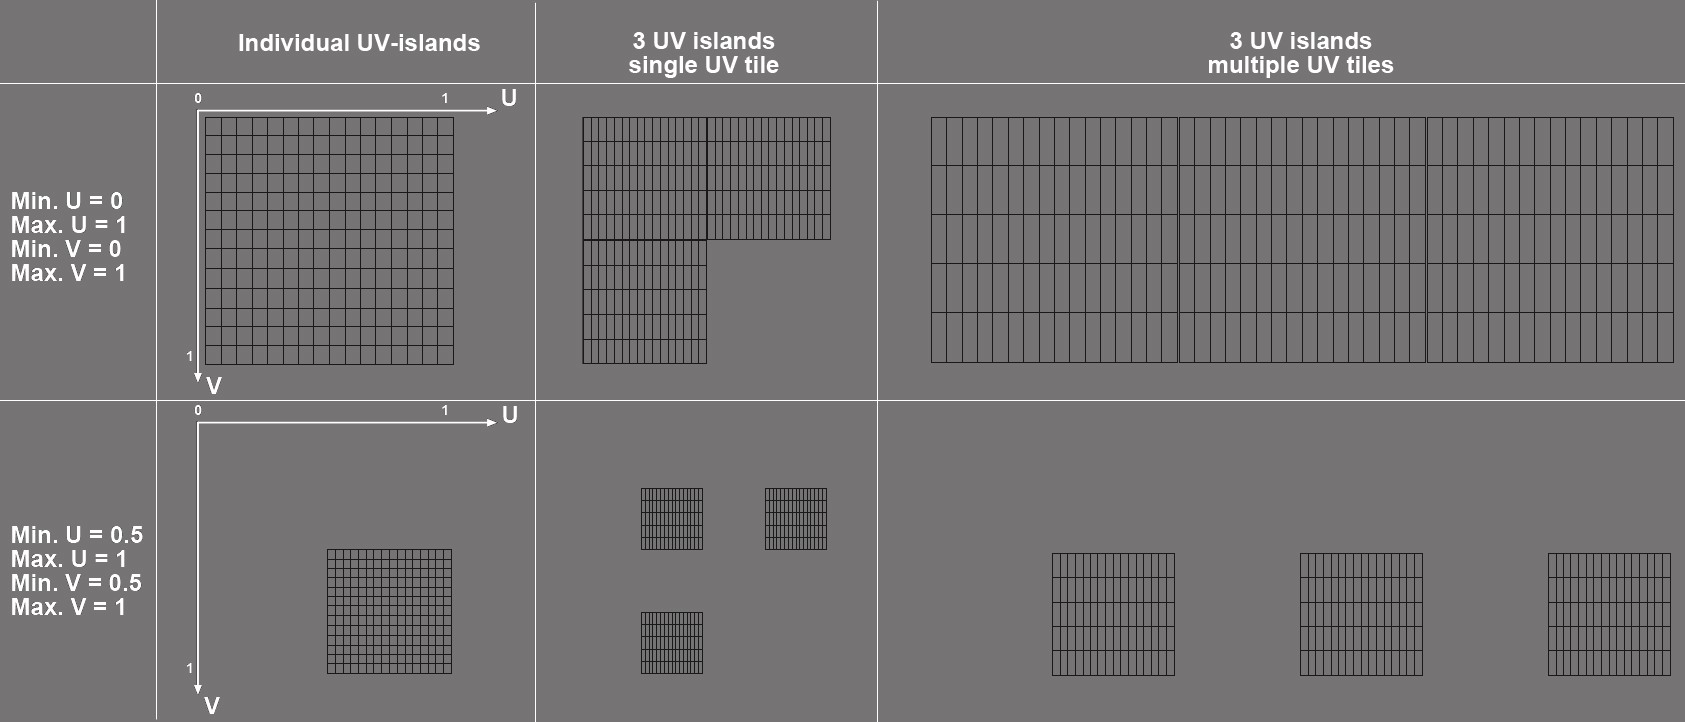 Individual UV-islands
3 UV islands
single UV tile
3 UV islands
multiple UV tiles
Min. U = 0
Max. U = 1
Min. V = 0
Max. V = 1
0
1
U
1
V
Min. U = 0.5
Max. U = 1
Min. V = 0.5
Max. V = 1
0
1
U
1
V